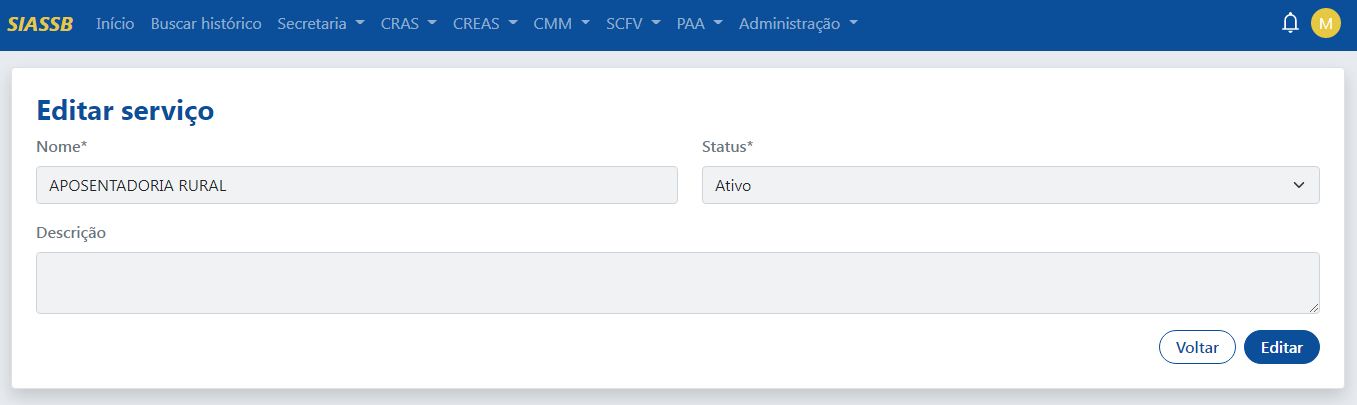 SIASSB Início Buscar histórico Secretaria CRAS CREAS CMM SCFV PAA Administração M
Editar serviço
Nome* Status*
APOSENTADORIA RURAL Ativo
Descrição
Voltar Editar